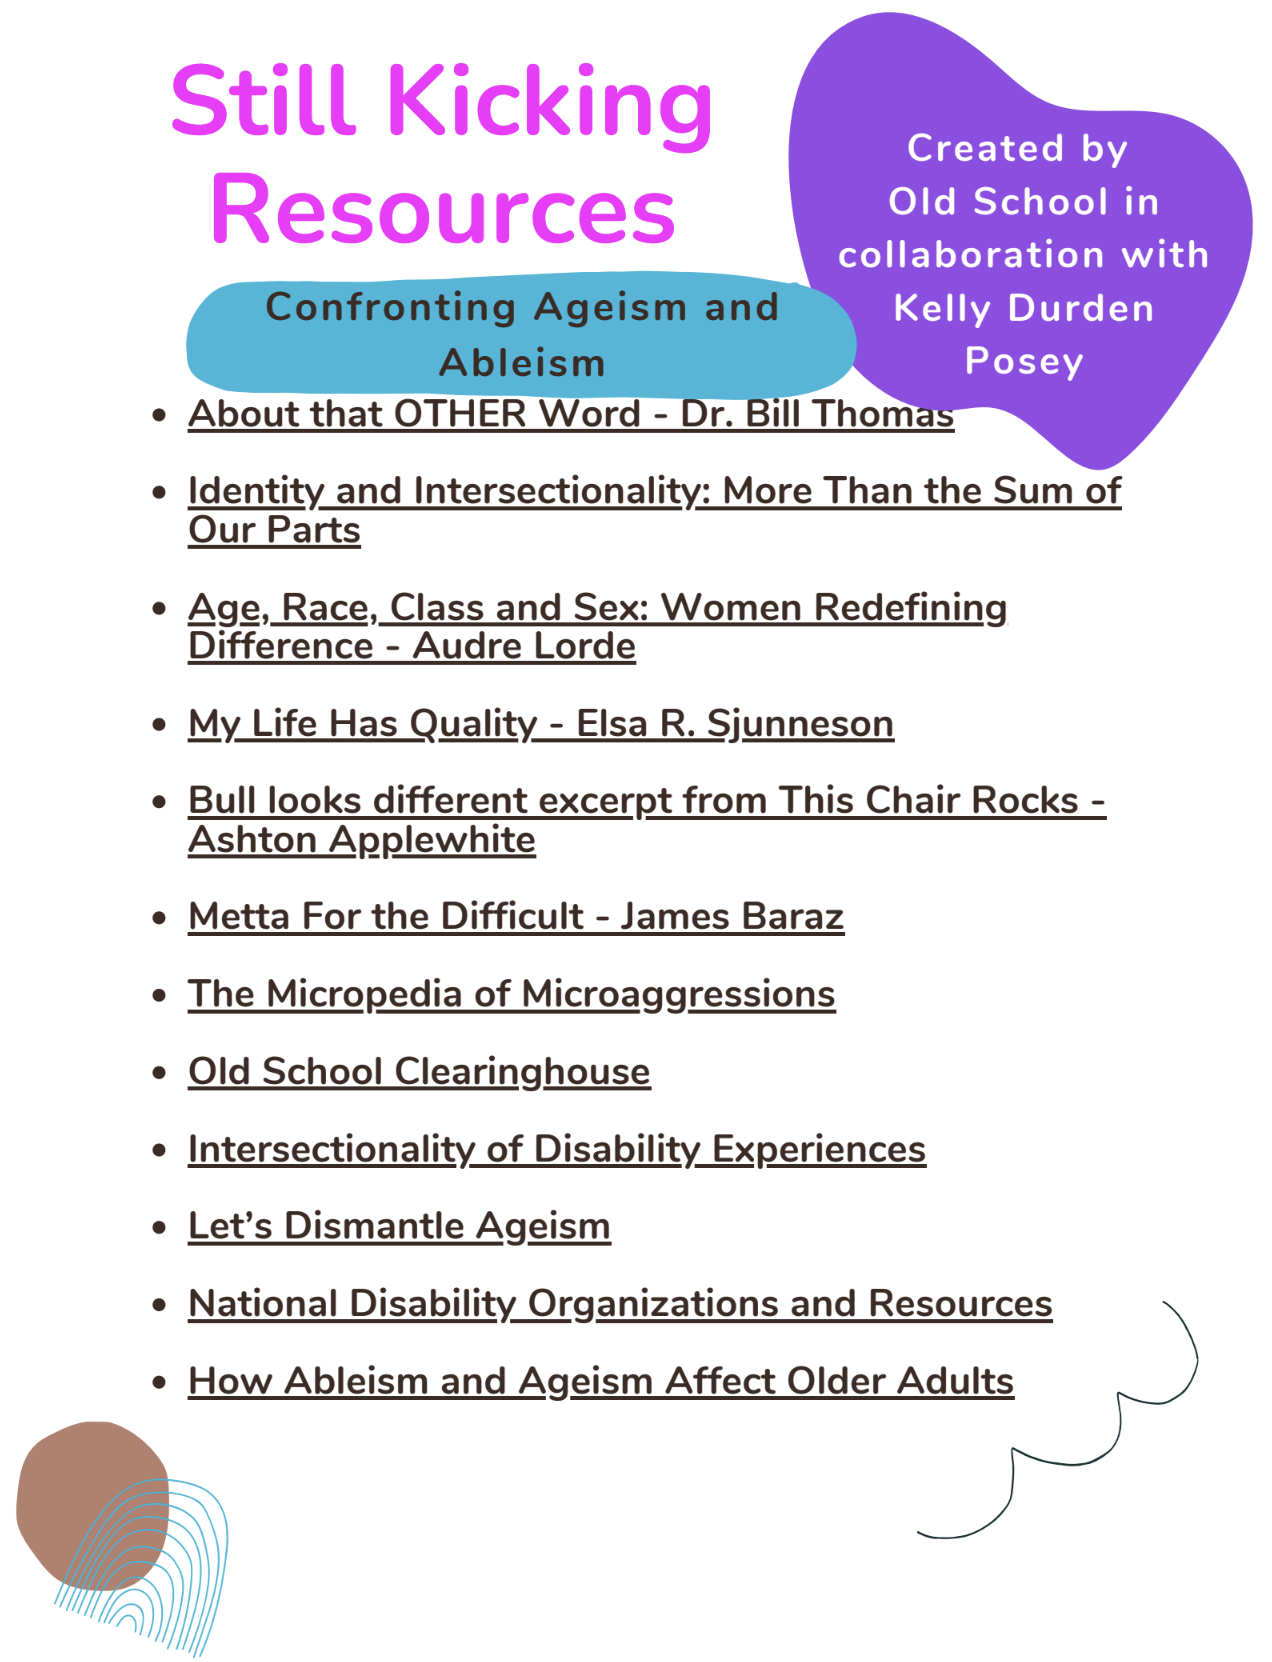 Still Kicking
Resources
Created by
Old School in
collaboration with
Kelly Durden
Posey
Confronting Ageism and
Ableism
• About that OTHER Word - Dr. Bill Thomas
• Identity and Intersectionality: More Than the Sum of
Our Parts
• Age, Race, Class and Sex: Women Redefining
Difference - Audre Lorde
• My Life Has Quality - Elsa R. Sjunneson
• Bull looks different excerpt from This Chair Rocks -
Ashton Applewhite
• Metta For the Difficult - James Baraz
• The Micropedia of Microaggressions
• Old School Clearinghouse
• Intersectionality of Disability Experiences
• Let’s Dismantle Ageism
• National Disability Organizations and Resources
• How Ableism and Ageism Affect Older Adults